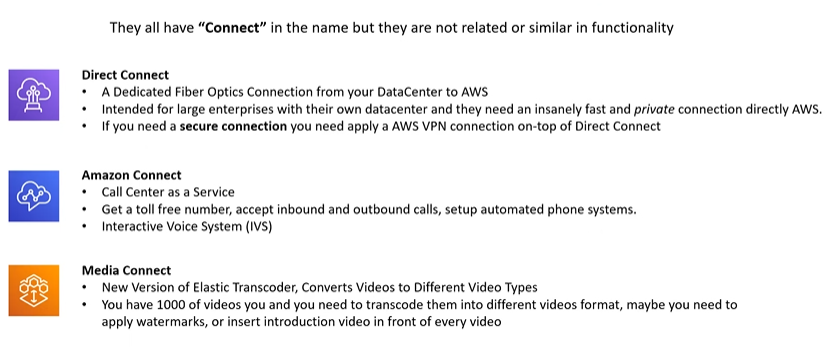 They all have “Connect” in the name but they are not related or similar in functionality
Direct Connect
• A Dedicated Fiber Optics Connection from your DataCenter to AWS
• Intended for large enterprises with their own datacenter and they need an insanely fast and private connection directly AWS.
• If you need a secure connection you need apply a AWS VPN connection on-top of Direct Connect
Amazon Connect
• Call Center as a Service
• Get a toll free number, accept inbound and outbound calls, setup automated phone systems.
• Interactive Voice System (IVS)
Media Connect
• New Version of Elastic Transcoder, Converts Videos to Different Video Types
• You have 1000 of videos you and you need to transcode them into different videos format, maybe you need to
apply watermarks, or insert introduction video in front of every video